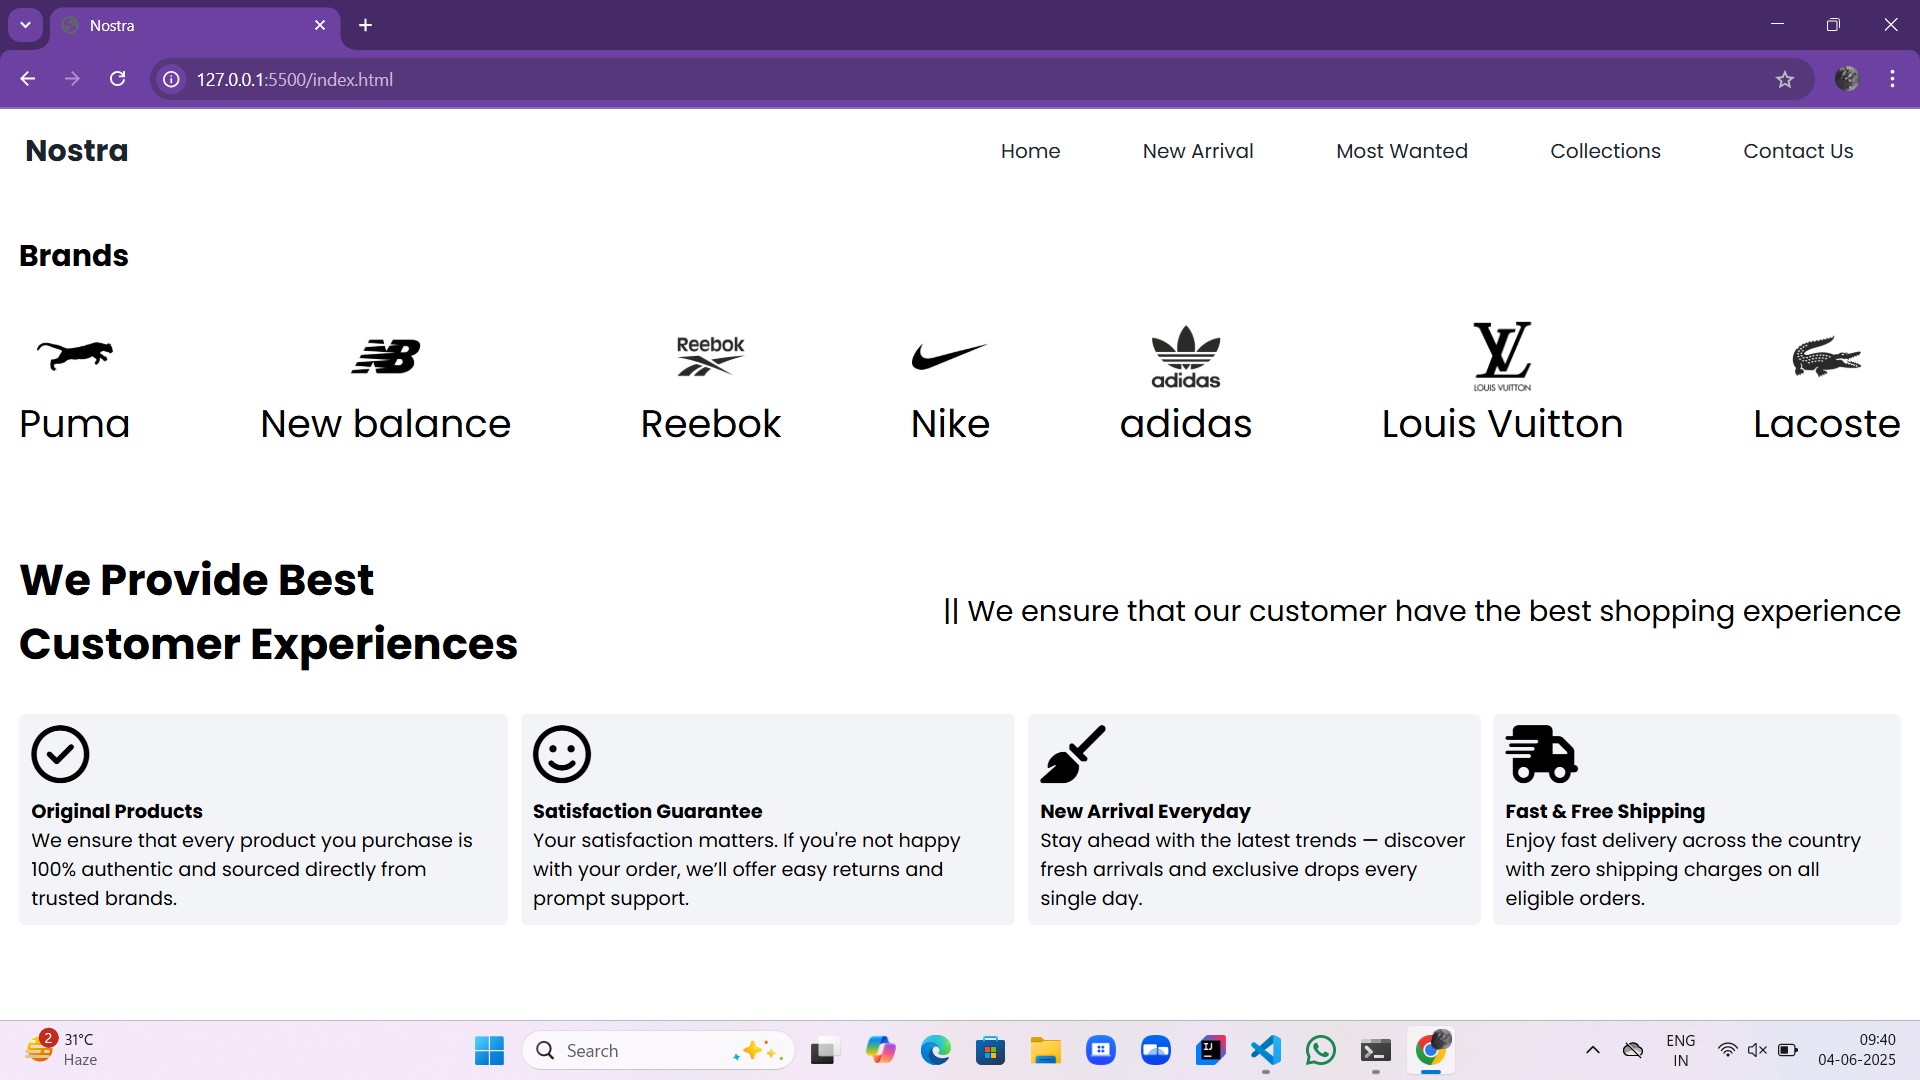 Nostra
127.0.0.1:5500/index.html
Nostra
Home
New Arrival
Most Wanted
Collections
Contact Us
Brands
Reebok
adidas
LOUIS VUITTON
Puma
New balance
Reebok
Nike
adidas
Louis Vuitton
Lacoste
We Provide Best
Customer Experiences
|| We ensure that our customer have the best shopping experience
Original Products
We ensure that every product you purchase is
100% authentic and sourced directly from
trusted brands.
Satisfaction Guarantee
Your satisfaction matters. If you're not happy
with your order, we’ll offer easy returns and
prompt support.
New Arrival Everyday
Stay ahead with the latest trends — discover
fresh arrivals and exclusive drops every
single day.
Fast & Free Shipping
Enjoy fast delivery across the country
with zero shipping charges on all
eligible orders.
2
31°C
Haze
Search
IJ
ENG
IN
09:40
04-06-2025